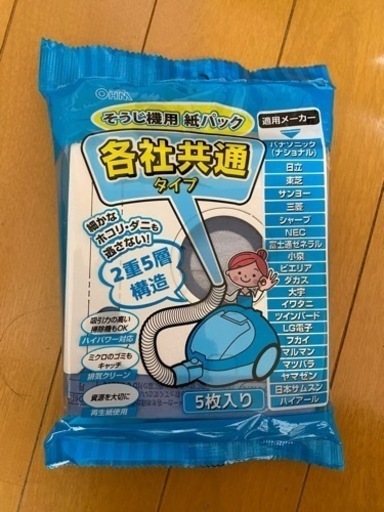 OHM
そうじ機用 紙パック
各社共通
タイプ
細かな
ホコリ・ダニも
逃さない!
2重5層
構造
吸引力の高い
掃除機もOK
ハイパワー対応
ミクロのゴミも
キャッチ
排気クリーン
資源を大切に
再生紙使用
5枚入り
適用メーカー
パナソニック
(ナショナル)
日立
東芝
サンヨー
三菱
シャープ
NEC
富士通ゼネラル
小泉
ビエリア
ダカス
大宇
イワタニ
ツインバード
LG電子
フカイ
マルマン
マツバラ
ヤマゼン
日本サムスン
ハイアール